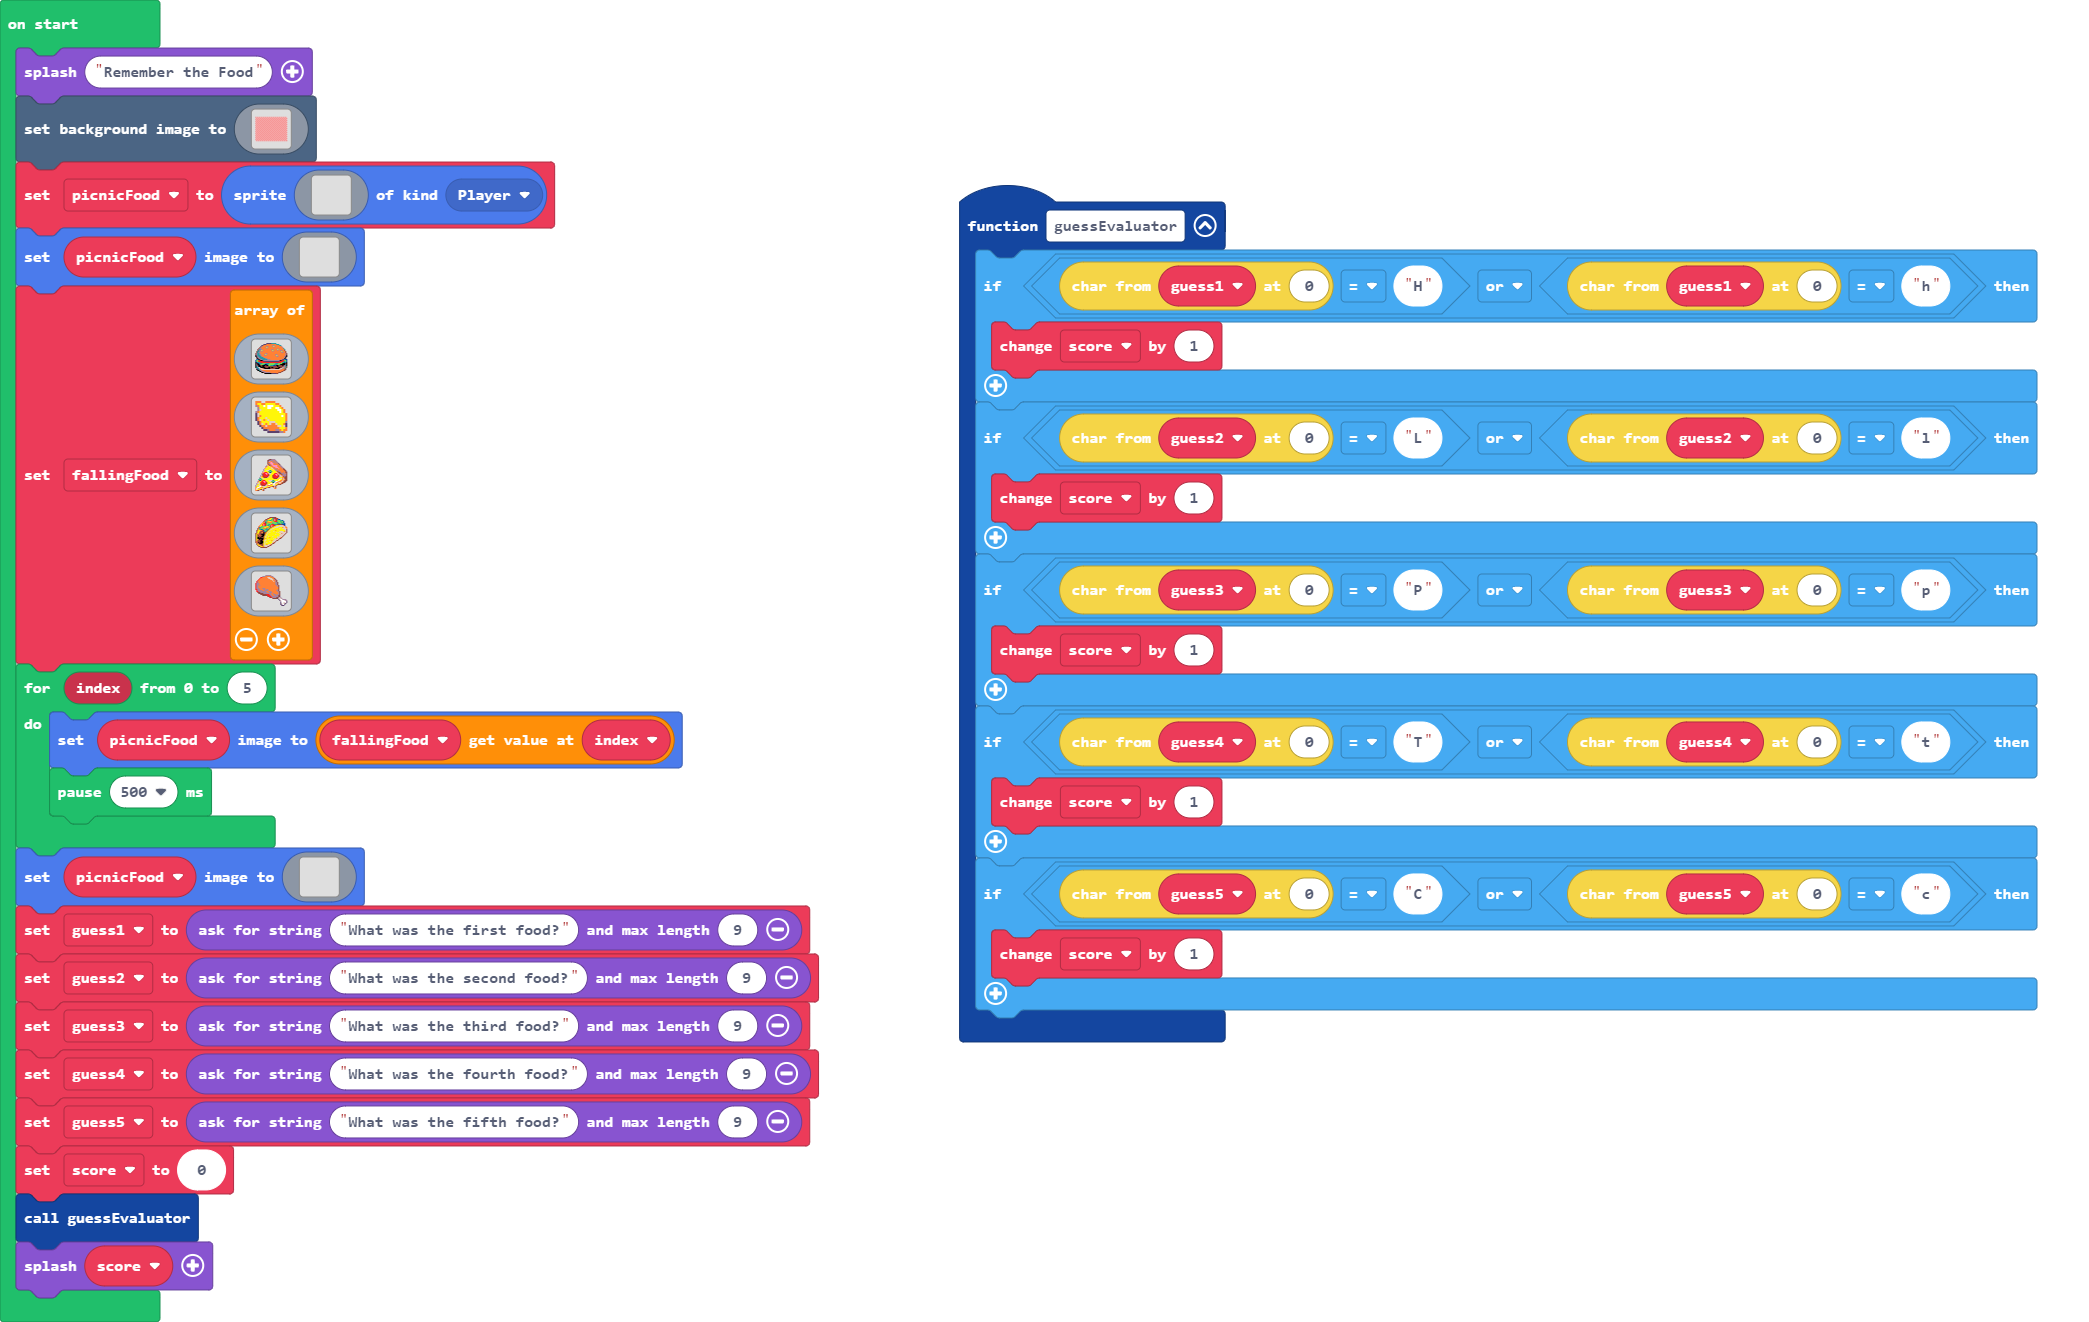 on start
splash "Remember the Food"
set background image to
set picnicFood to sprite of kind Player
set picnicFood image to
array of
set fallingFood to
for index from 0 to 5
do
set picnicFood image to fallingFood get value at index
pause 500 ms
set picnicFood image to
set guess1 to ask for string "What was the first food?" and max length 9
set guess2 to ask for string "What was the second food?" and max length 9
set guess3 to ask for string "What was the third food?" and max length 9
set guess4 to ask for string "What was the fourth food?" and max length 9
set guess5 to ask for string "What was the fifth food?" and max length 9
set score to 0
call guessEvaluator
splash score
function guessEvaluator
if char from guess1 at 0 = "H" or char from guess1 at 0 = "h" then
change score by 1
if char from guess2 at 0 = "L" or char from guess2 at 0 = "l" then
change score by 1
if char from guess3 at 0 = "P" or char from guess3 at 0 = "p" then
change score by 1
if char from guess4 at 0 = "T" or char from guess4 at 0 = "t" then
change score by 1
if char from guess5 at 0 = "C" or char from guess5 at 0 = "c" then
change score by 1